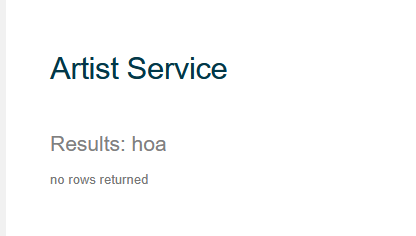 Artist Service
Results: hoa
no rows returned